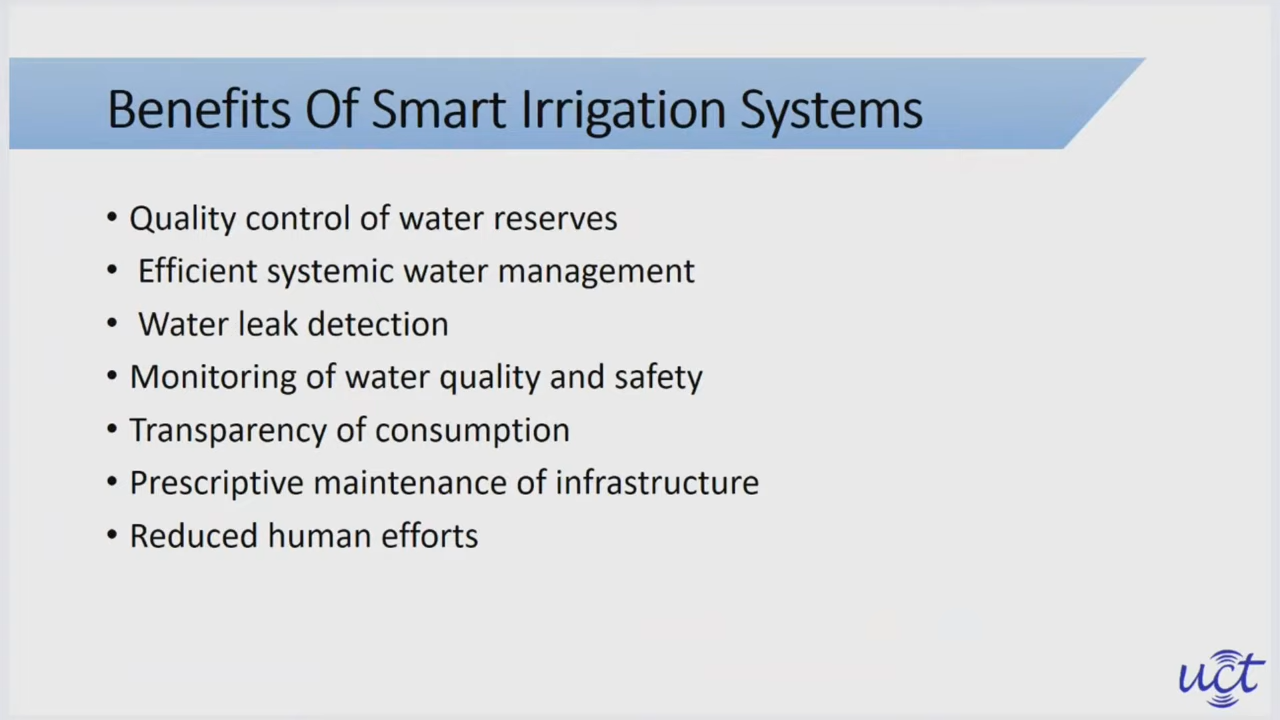 Benefits Of Smart Irrigation Systems
• Quality control of water reserves
• Efficient systemic water management
• Water leak detection
• Monitoring of water quality and safety
• Transparency of consumption
• Prescriptive maintenance of infrastructure
• Reduced human efforts
uct